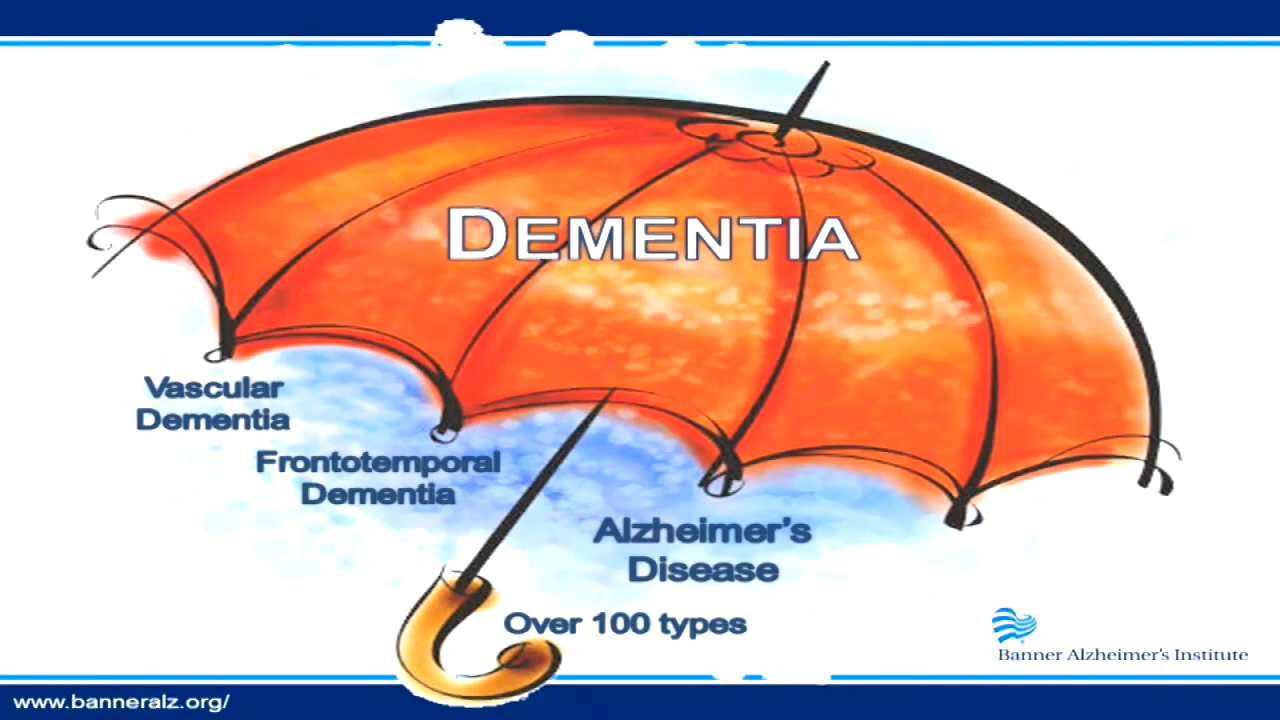 DEMENTIA
Vascular
Dementia
Frontotemporal
Dementia
Alzheimer's
Disease
Over 100 types
Banner Alzheimer's Institute
www.banneralz.org/